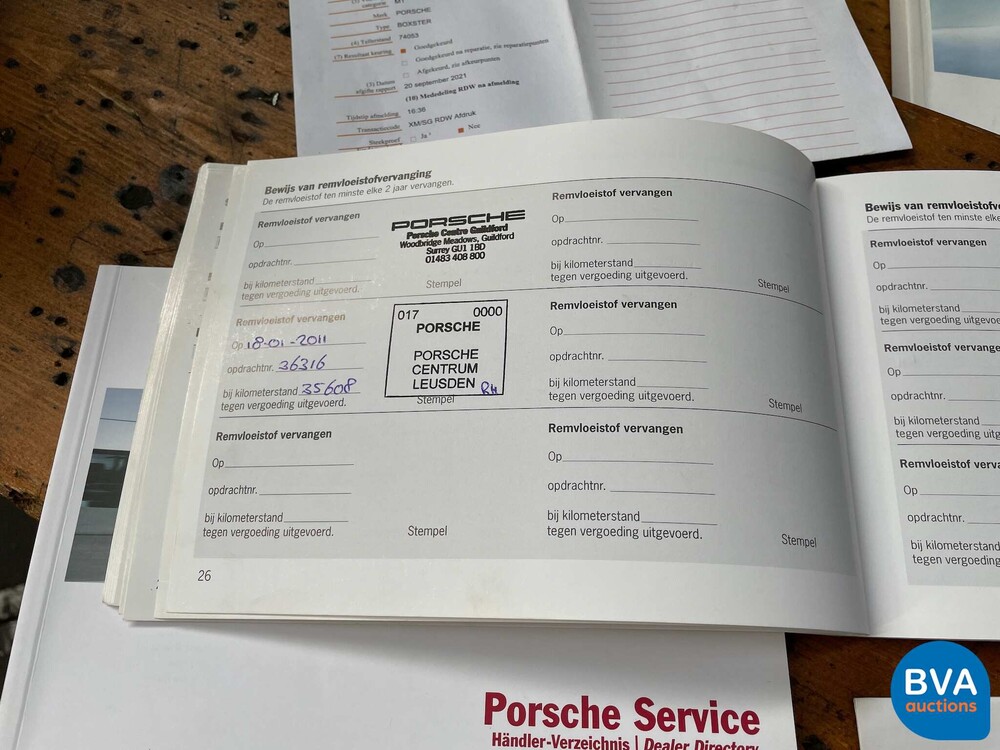 categorie M1
Merk PORSCHE
Type BOXSTER
(4) Tellerstand 74053
(7) Resultaat keuring Goedgekeurd
Goedgekeurd na reparatie, zie reparatiepunten
Afgekeurd, zie afkeurpunten
(5) Datum
afgifte rapport 20 september 2021
(10) Mededeling RDW na afmelding
Tijdstip afmelding 16:36
Transactiecode XM/SG RDW Afdruk
Steekproef Ja Nee
Bewijs van remvloeistofvervanging
De remvloeistof ten minste elke 2 jaar vervangen.
Remvloeistof vervangen
Op
opdrachtnr.
bij kilometerstand
tegen vergoeding uitgevoerd.
PORSCHE
Porsche Centre Guildford
Woodbridge Meadows, Guildford
Surrey GU1 1BD
01483 408 800
Stempel
Remvloeistof vervangen
Op
opdrachtnr.
bij kilometerstand
tegen vergoeding uitgevoerd.
Stempel
Remvloeistof vervangen
Op 18-01-2011
opdrachtnr. 36316
bij kilometerstand 35608
tegen vergoeding uitgevoerd.
017 0000
PORSCHE
PORSCHE
CENTRUM
LEUSDEN
Stempel
Remvloeistof vervangen
Op
opdrachtnr.
bij kilometerstand
tegen vergoeding uitgevoerd.
Stempel
Remvloeistof vervangen
Op
opdrachtnr.
bij kilometerstand
tegen vergoeding uitgevoerd.
Stempel
Remvloeistof vervangen
Op
opdrachtnr.
bij kilometerstand
tegen vergoeding uitgevoerd.
Stempel
26
Bewijs van remvloeistofv
De remvloeistof ten minste elke
Remvloeistof vervangen
Op
opdrachtnr.
bij kilometerstand
tegen vergoeding
Remvloeistof vervange
Op
opdrachtnr.
bij kilometerstand
tegen vergoeding
Remvloeistof verva
Op
opdrachtnr.
bij kilometerstand
tegen vergoeding
Porsche Service
Händler-Verzeichnis | Dealer Directory
BVA
auctions